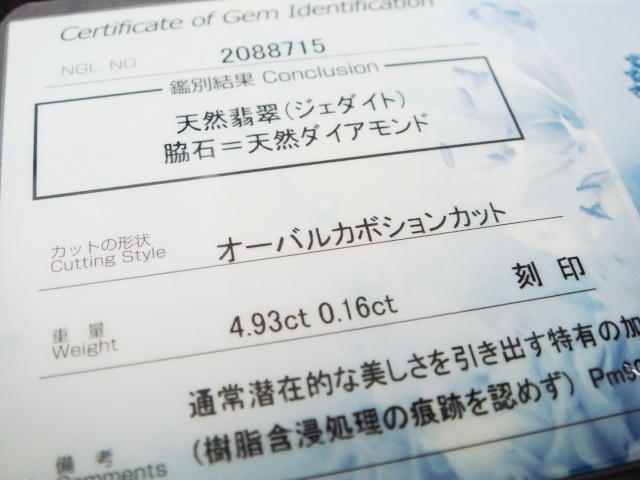 Certificate of Gem Identification
NGL. NO. 2088715
鑑別結果 Conclusion
天然翡翠(ジェダイト)
脇石=天然ダイアモンド
カットの形状
Cutting Style オーバルカボションカット
重量
Weight 4.93ct 0.16ct 刻印
通常潜在的な美しさを引き出す特有の加
備考 (樹脂含浸処理の痕跡を認めず) Pm90
Comments